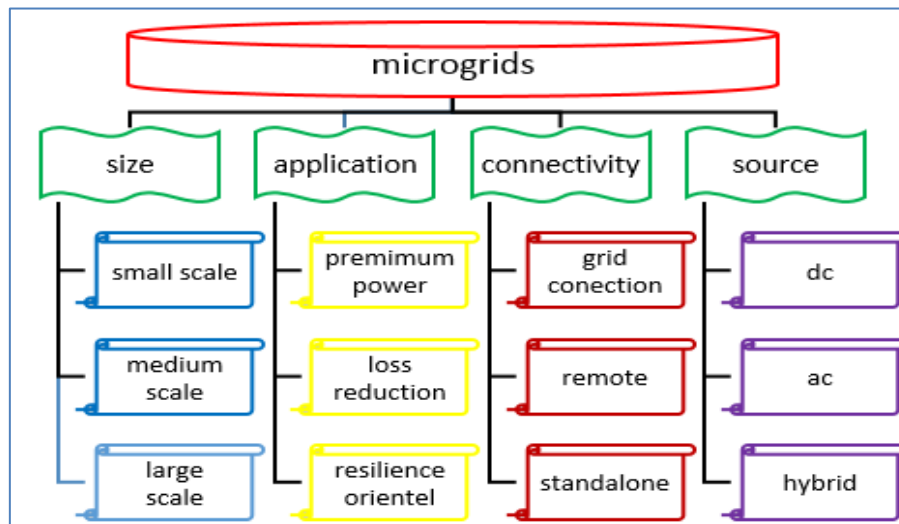 microgrids
size
application
connectivity
source
small scale
premimum
power
grid
conection
dc
medium
scale
loss
reduction
remote
ac
large
scale
resilience
orientel
standalone
hybrid